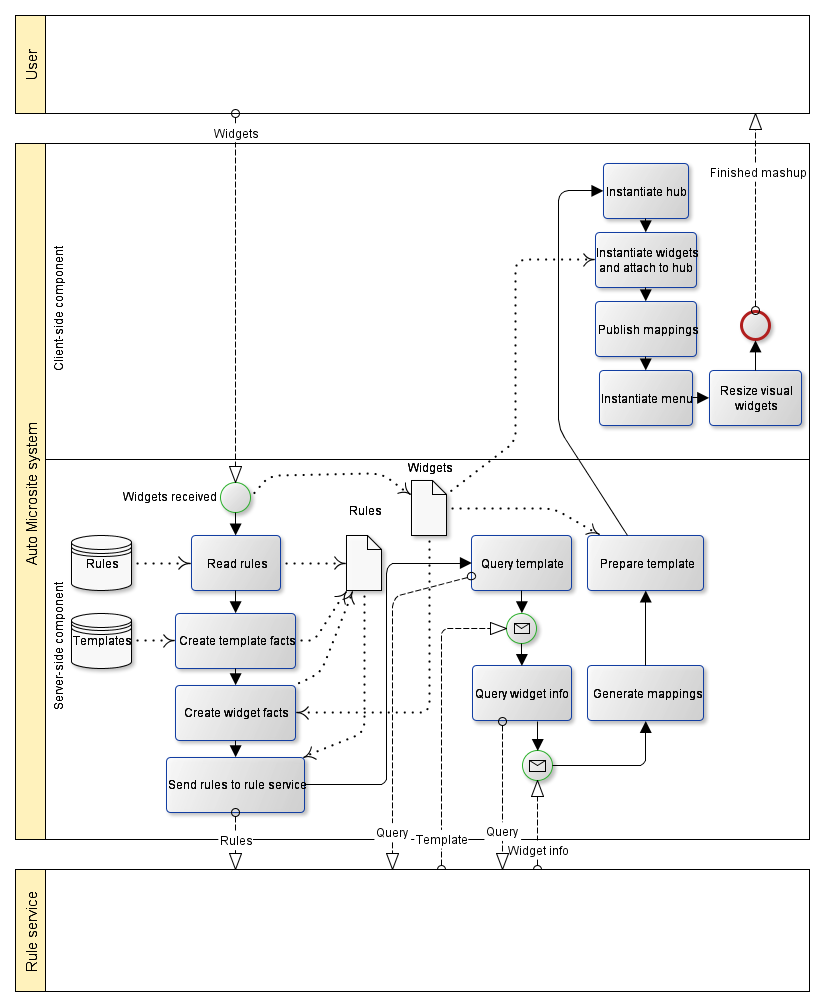 User
Widgets
Finished mashup
Auto Microsite system
Client-side component
Instantiate hub
Instantiate widgets
and attach to hub
Publish mappings
Instantiate menu
Resize visual
widgets
Server-side component
Widgets
Widgets received
Rules
Rules
Read rules
Query template
Prepare template
Templates
Create template facts
Create widget facts
Query widget info
Generate mappings
Send rules to rule service
Rules
Query
Template
Query
Widget info
Rule service